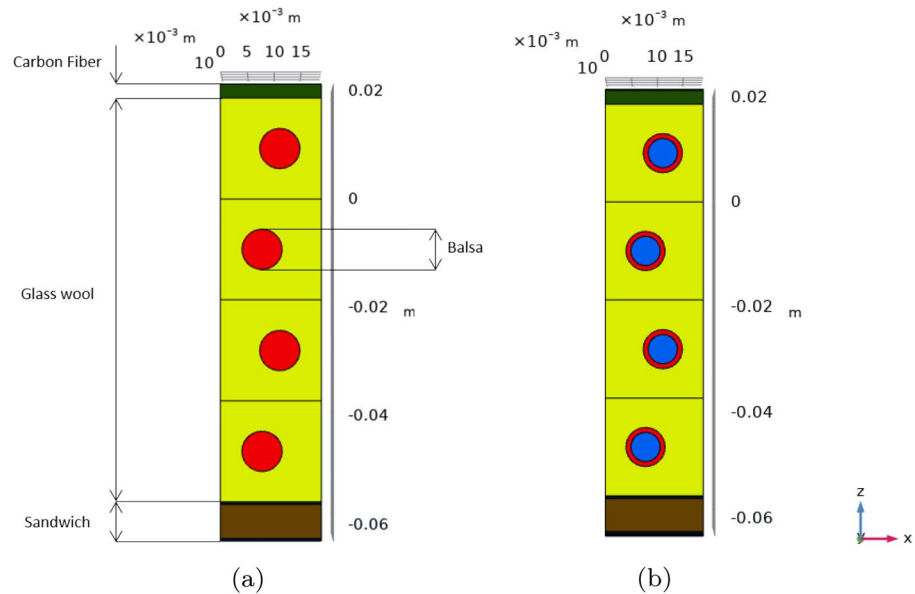 ×10⁻³ m
×10⁻³ m
10 0 5 10 15
Carbon Fiber
0.02
0
Balsa
Glass wool
-0.02 m
-0.04
Sandwich
-0.06
(a)
×10⁻³ m
×10⁻³ m
10 0 10 15
0.02
0
-0.02 m
-0.04
-0.06
z
x
(b)